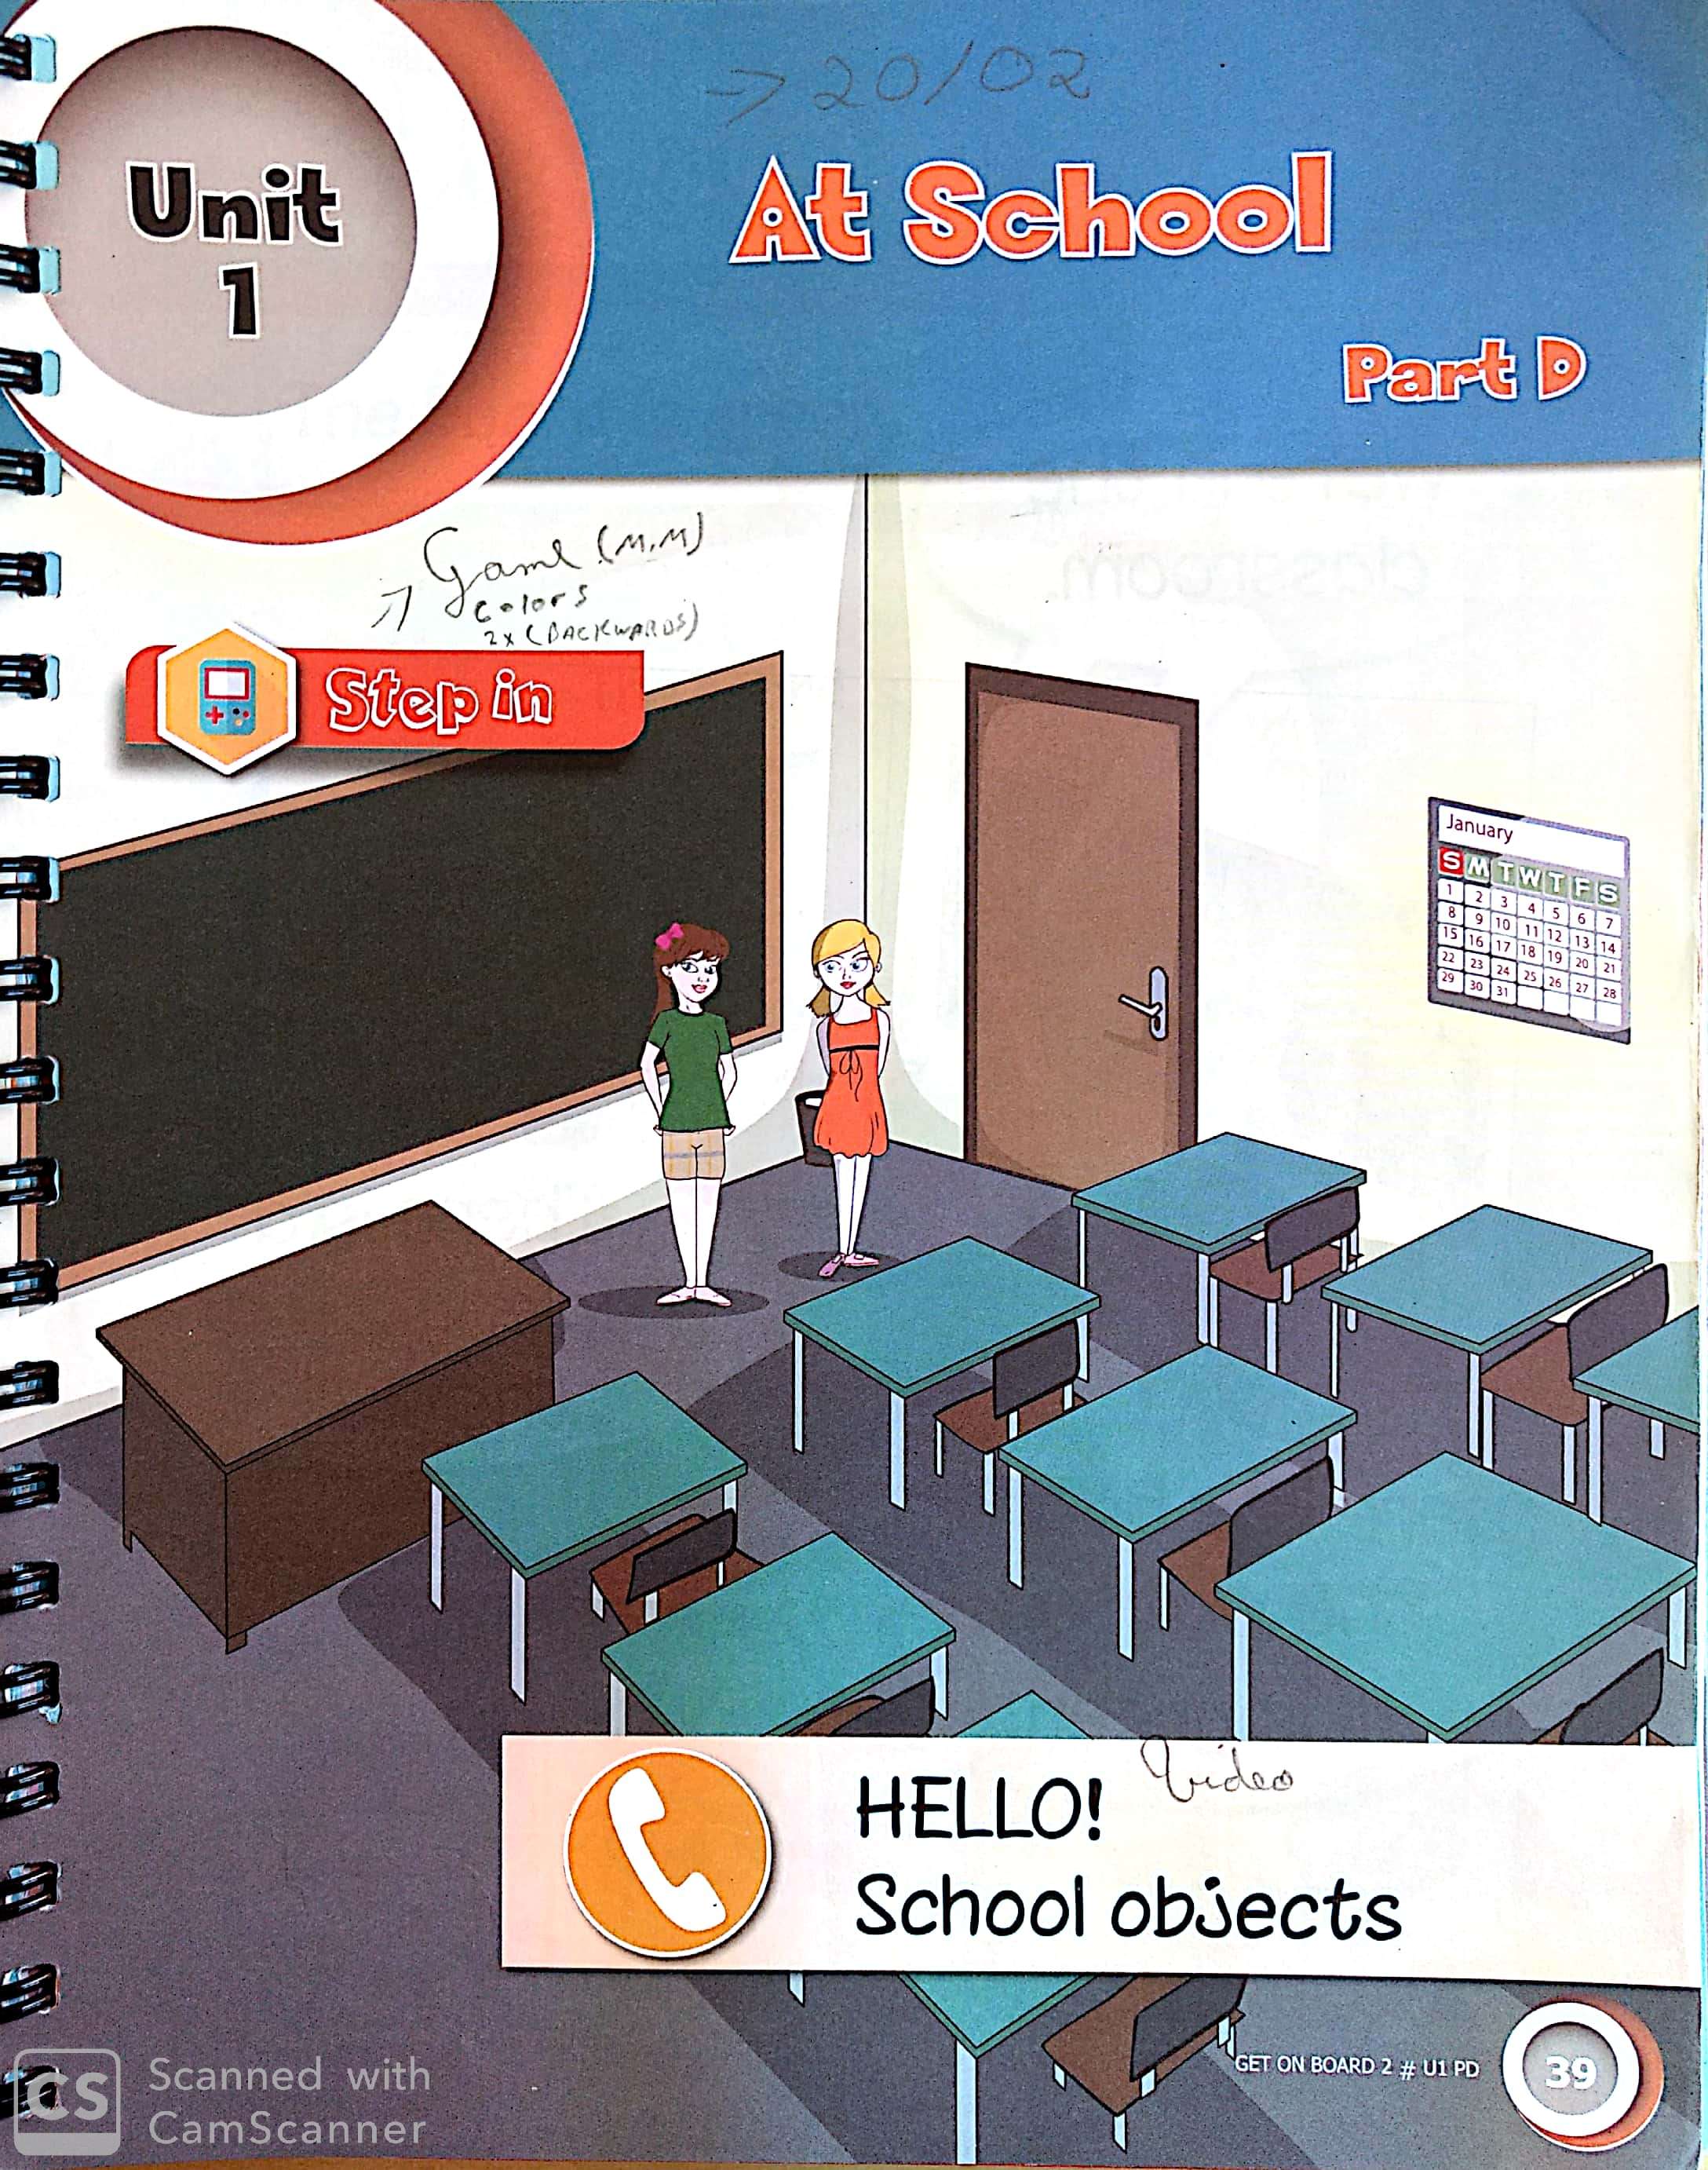 → 20/02
Unit
1
At School
Part D
Game (M.M)
→ Colors
2x (BACKWARDS)
Step in
January
S M T W T F S
1 2 3 4 5 6 7
8 9 10 11 12 13 14
15 16 17 18 19 20 21
22 23 24 25 26 27 28
29 30 31
HELLO! Video
School objects
GET ON BOARD 2 # U1 PD
39
CS Scanned with
CamScanner